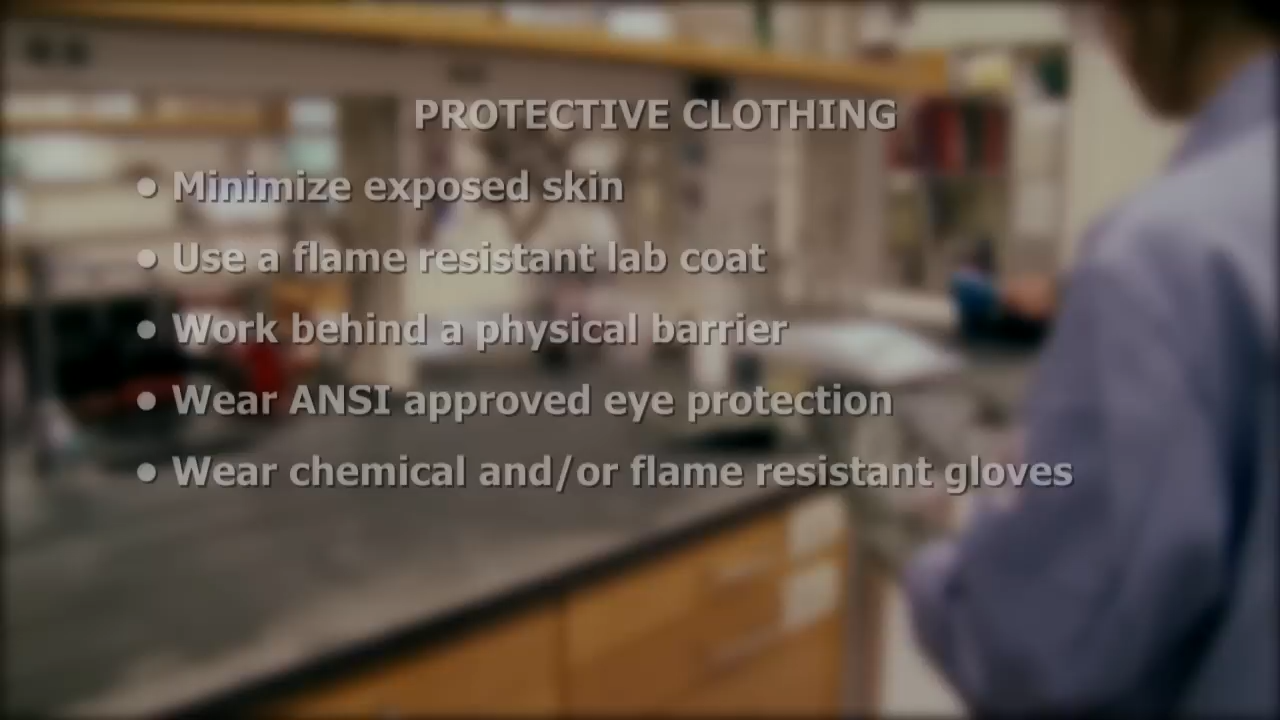 PROTECTIVE CLOTHING
• Minimize exposed skin
• Use a flame resistant lab coat
• Work behind a physical barrier
• Wear ANSI approved eye protection
• Wear chemical and/or flame resistant gloves